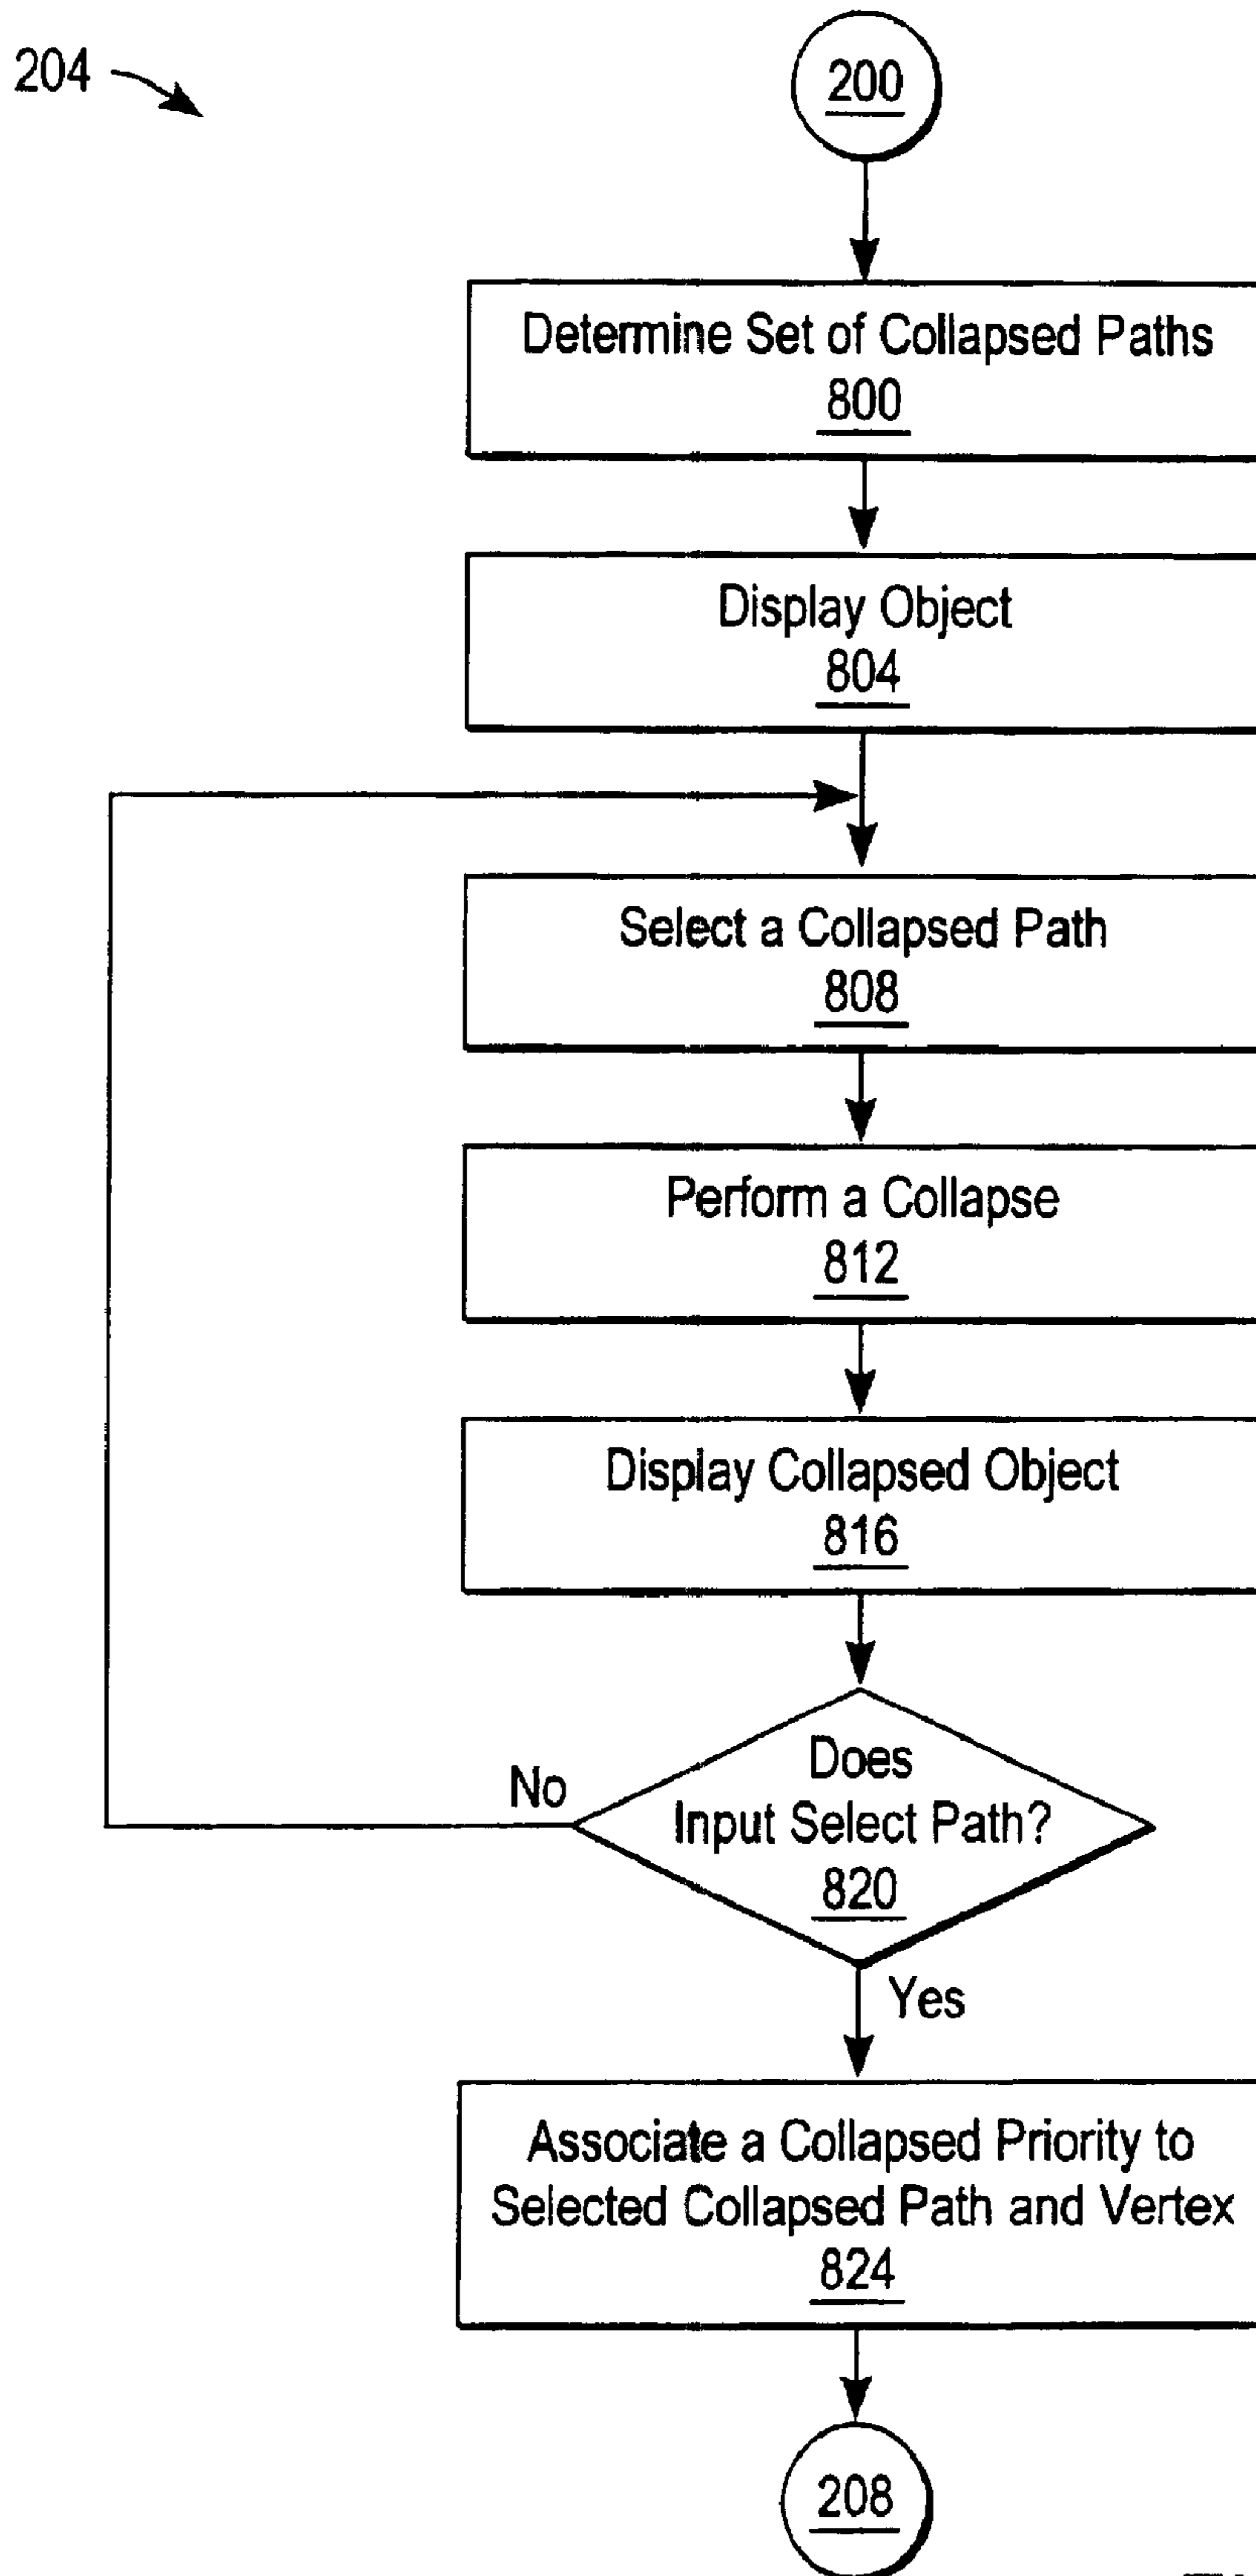 204
200
Determine Set of Collapsed Paths
800
Display Object
804
Select a Collapsed Path
808
Perform a Collapse
812
Display Collapsed Object
816
Does
Input Select Path?
820
No
Yes
Associate a Collapsed Priority to
Selected Collapsed Path and Vertex
824
208